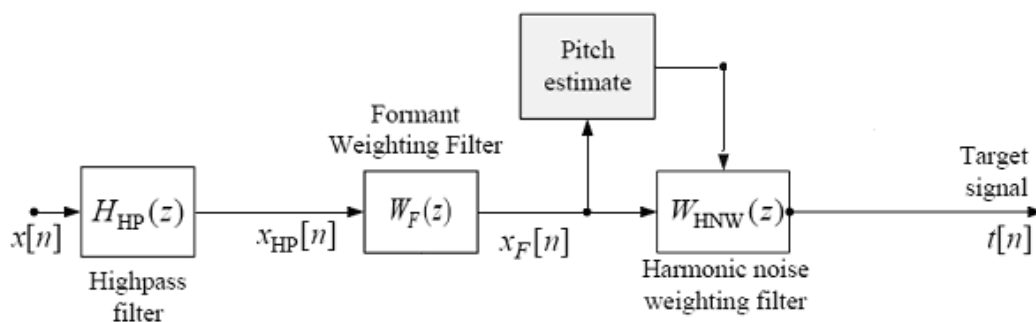 Pitch
estimate
Formant
Weighting Filter
Target
signal
H_HP(z)
W_F(z)
W_HNW(z)
x[n]
x_HP[n]
x_F[n]
t[n]
Highpass
filter
Harmonic noise
weighting filter